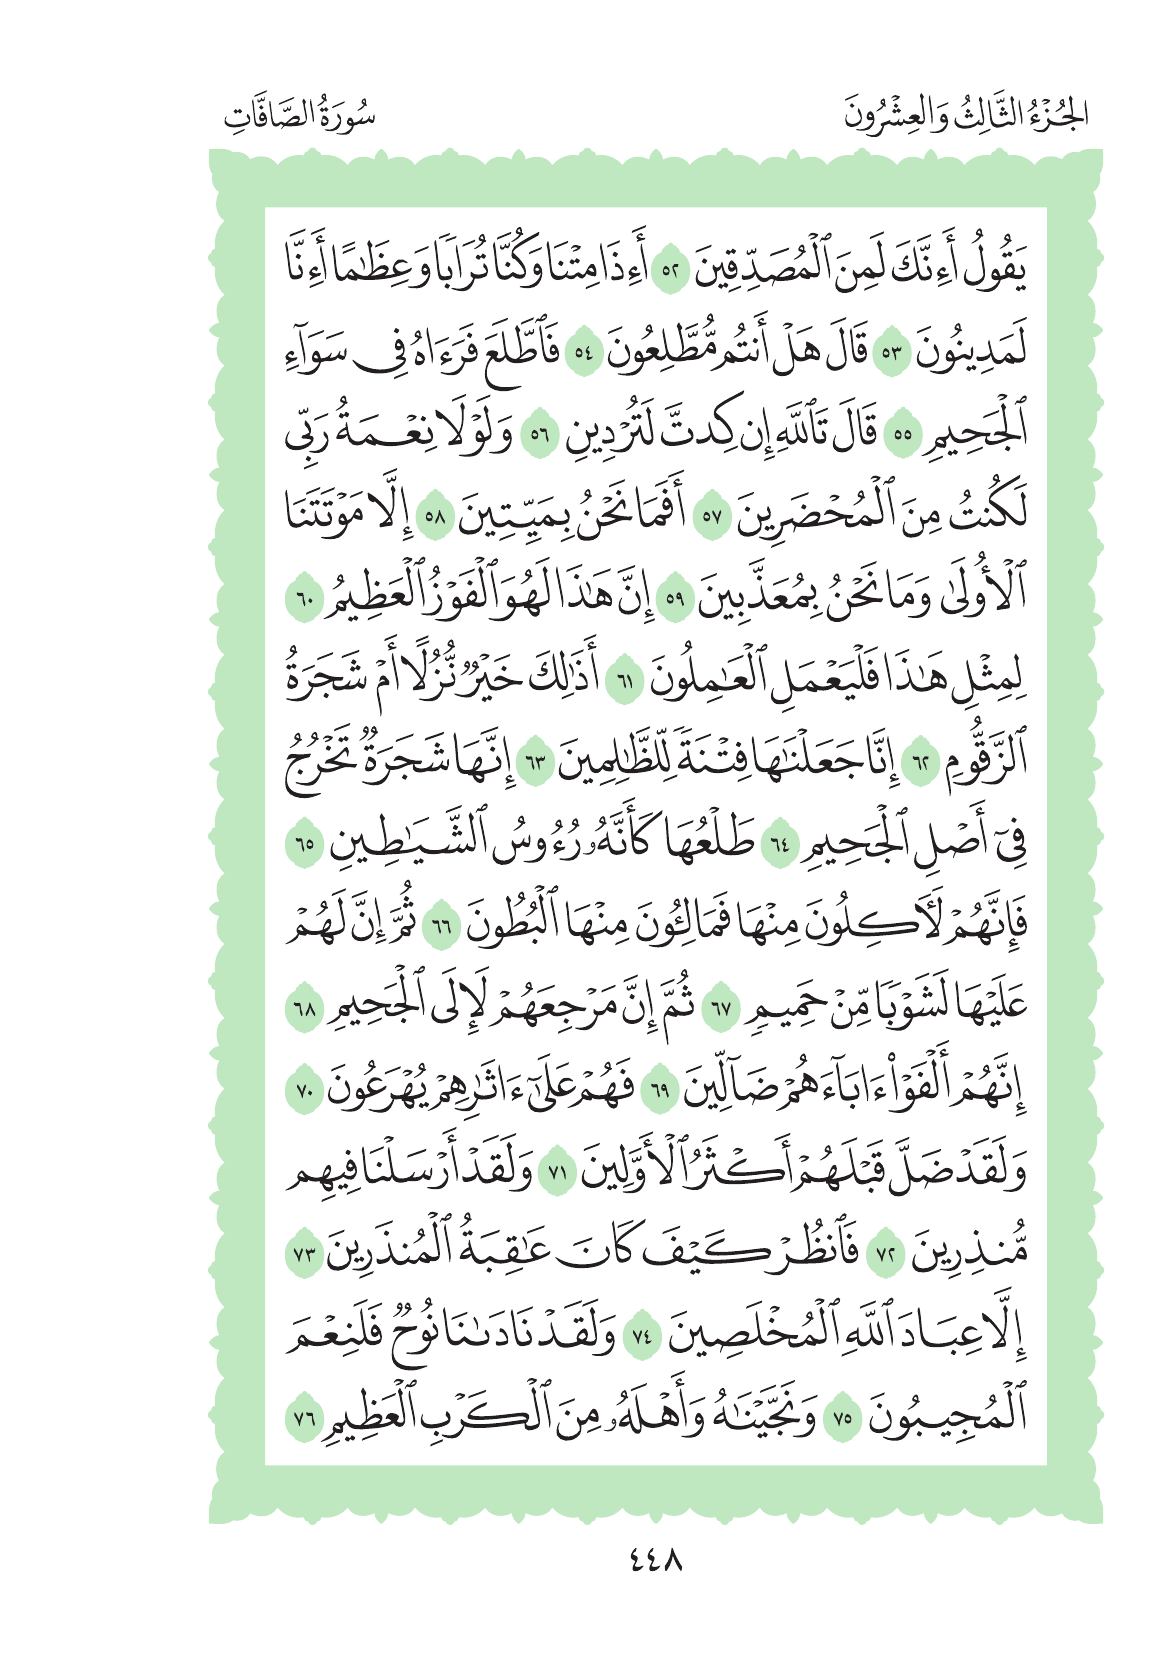 الجُزْءُ الثَّالِثُ وَالعِشْرُونَ
سُورَةُ الصَّافَّاتِ
يَقُولُ أَءِنَّكَ لَمِنَ ٱلْمُصَدِّقِينَ ٥٢ أَءِذَا مِتْنَا وَكُنَّا تُرَابًا وَعِظَٰمًا أَءِنَّا
لَمَدِينُونَ ٥٣ قَالَ هَلْ أَنتُم مُّطَّلِعُونَ ٥٤ فَٱطَّلَعَ فَرَءَاهُ فِى سَوَآءِ
ٱلْجَحِيمِ ٥٥ قَالَ تَٱللَّهِ إِن كِدتَّ لَتُرْدِينِ ٥٦ وَلَوْلَا نِعْمَةُ رَبِّى
لَكُنتُ مِنَ ٱلْمُحْضَرِينَ ٥٧ أَفَمَا نَحْنُ بِمَيِّتِينَ ٥٨ إِلَّا مَوْتَتَنَا
ٱلْأُولَىٰ وَمَا نَحْنُ بِمُعَذَّبِينَ ٥٩ إِنَّ هَٰذَا لَهُوَ ٱلْفَوْزُ ٱلْعَظِيمُ ٦٠
لِمِثْلِ هَٰذَا فَلْيَعْمَلِ ٱلْعَٰمِلُونَ ٦١ أَذَٰلِكَ خَيْرٌ نُّزُلًا أَمْ شَجَرَةُ
ٱلزَّقُّومِ ٦٢ إِنَّا جَعَلْنَٰهَا فِتْنَةً لِّلظَّٰلِمِينَ ٦٣ إِنَّهَا شَجَرَةٌ تَخْرُجُ
فِىٓ أَصْلِ ٱلْجَحِيمِ ٦٤ طَلْعُهَا كَأَنَّهُۥ رُءُوسُ ٱلشَّيَٰطِينِ ٦٥
فَإِنَّهُمْ لَءَاكِلُونَ مِنْهَا فَمَالِـُٔونَ مِنْهَا ٱلْبُطُونَ ٦٦ ثُمَّ إِنَّ لَهُمْ
عَلَيْهَا لَشَوْبًا مِّنْ حَمِيمٍ ٦٧ ثُمَّ إِنَّ مَرْجِعَهُمْ لَإِلَى ٱلْجَحِيمِ ٦٨
إِنَّهُمْ أَلْفَوْا۟ ءَابَآءَهُمْ ضَآلِّينَ ٦٩ فَهُمْ عَلَىٰٓ ءَاثَٰرِهِمْ يُهْرَعُونَ ٧٠
وَلَقَدْ ضَلَّ قَبْلَهُمْ أَكْثَرُ ٱلْأَوَّلِينَ ٧١ وَلَقَدْ أَرْسَلْنَا فِيهِم
مُّنذِرِينَ ٧٢ فَٱنظُرْ كَيْفَ كَانَ عَٰقِبَةُ ٱلْمُنذَرِينَ ٧٣
إِلَّا عِبَادَ ٱللَّهِ ٱلْمُخْلَصِينَ ٧٤ وَلَقَدْ نَادَىٰنَا نُوحٌ فَلَنِعْمَ
ٱلْمُجِيبُونَ ٧٥ وَنَجَّيْنَٰهُ وَأَهْلَهُۥ مِنَ ٱلْكَرْبِ ٱلْعَظِيمِ ٧٦
٤٤٨